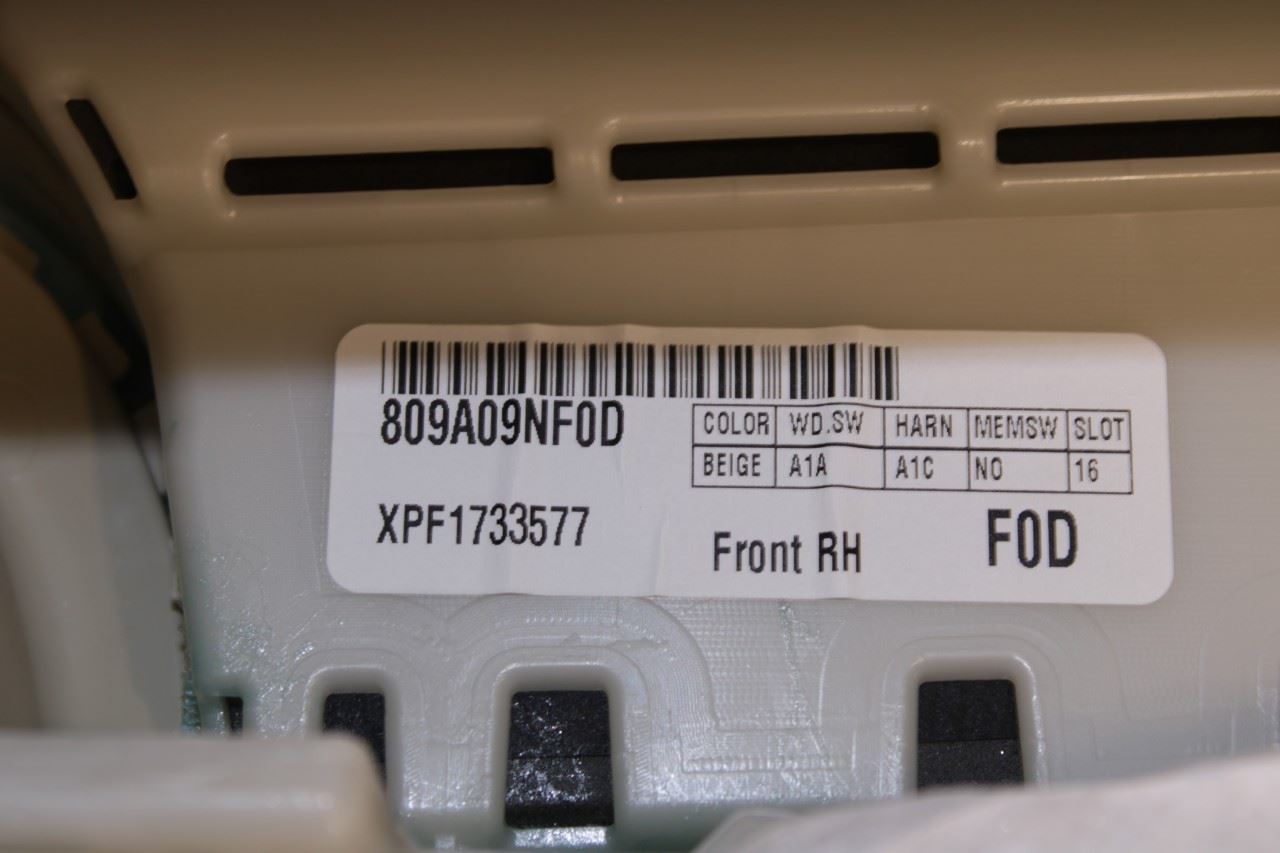 809A09NF0D
COLOR WD.SW HARN MEMSW SLOT
BEIGE A1A A1C NO 16
XPF1733577
Front RH
F0D